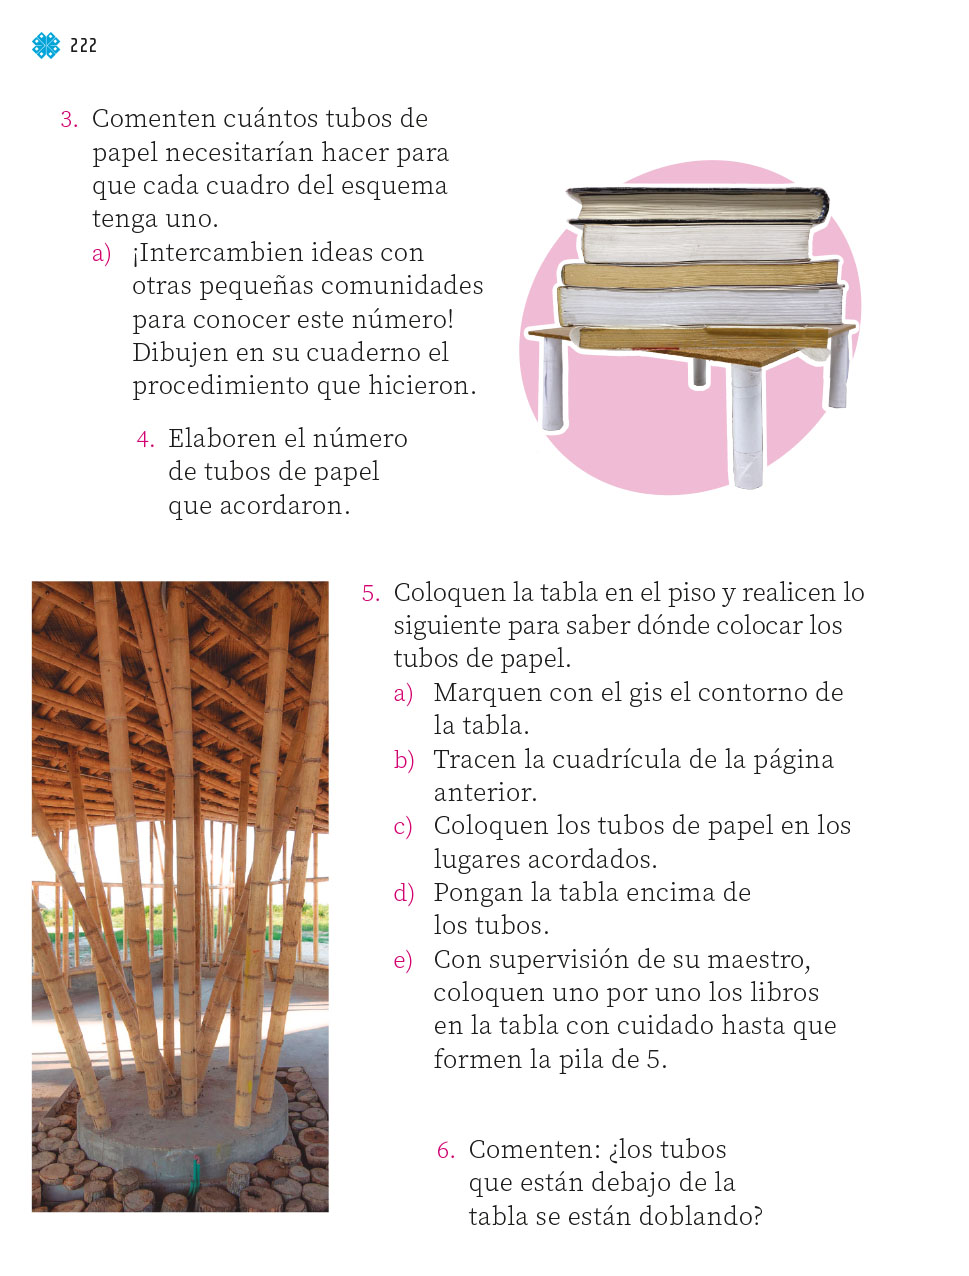 222
3. Comenten cuántos tubos de
papel necesitarían hacer para
que cada cuadro del esquema
tenga uno.
a) ¡Intercambien ideas con
otras pequeñas comunidades
para conocer este número!
Dibujen en su cuaderno el
procedimiento que hicieron.
4. Elaboren el número
de tubos de papel
que acordaron.
5. Coloquen la tabla en el piso y realicen lo
siguiente para saber dónde colocar los
tubos de papel.
a) Marquen con el gis el contorno de
la tabla.
b) Tracen la cuadrícula de la página
anterior.
c) Coloquen los tubos de papel en los
lugares acordados.
d) Pongan la tabla encima de
los tubos.
e) Con supervisión de su maestro,
coloquen uno por uno los libros
en la tabla con cuidado hasta que
formen la pila de 5.
6. Comenten: ¿los tubos
que están debajo de la
tabla se están doblando?